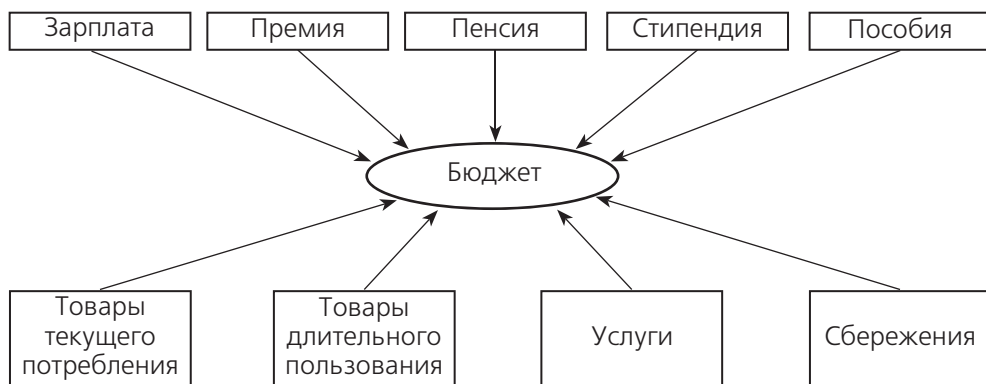 Зарплата
Премия
Пенсия
Стипендия
Пособия
Бюджет
Товары
текущего
потребления
Товары
длительного
пользования
Услуги
Сбережения